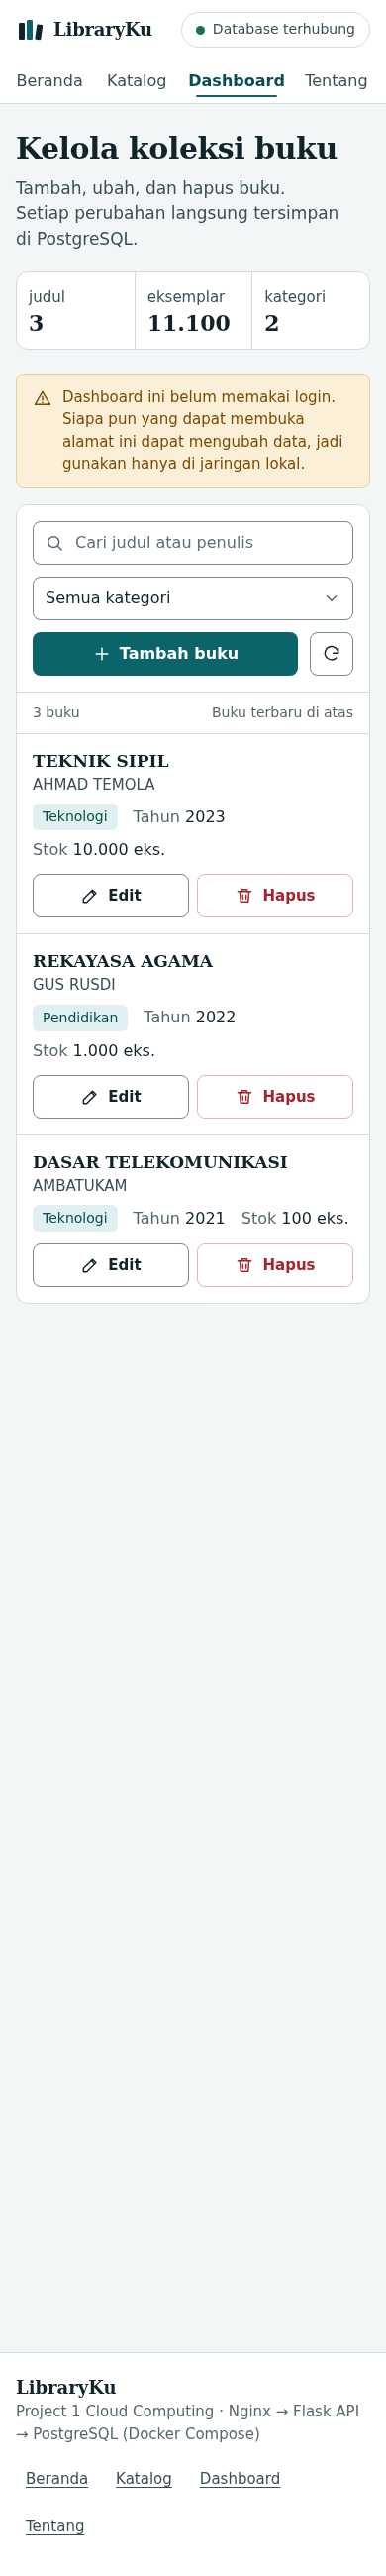 LibraryKu
Database terhubung
Beranda Katalog Dashboard Tentang
Kelola koleksi buku
Tambah, ubah, dan hapus buku.
Setiap perubahan langsung tersimpan
di PostgreSQL.
judul eksemplar kategori
3 11.100 2
Dashboard ini belum memakai login.
Siapa pun yang dapat membuka
alamat ini dapat mengubah data, jadi
gunakan hanya di jaringan lokal.
Cari judul atau penulis
Semua kategori
Tambah buku
3 buku Buku terbaru di atas
TEKNIK SIPIL
AHMAD TEMOLA
Teknologi Tahun 2023
Stok 10.000 eks.
Edit Hapus
REKAYASA AGAMA
GUS RUSDI
Pendidikan Tahun 2022
Stok 1.000 eks.
Edit Hapus
DASAR TELEKOMUNIKASI
AMBATUKAM
Teknologi Tahun 2021 Stok 100 eks.
Edit Hapus
LibraryKu
Project 1 Cloud Computing · Nginx → Flask API
→ PostgreSQL (Docker Compose)
Beranda Katalog Dashboard
Tentang